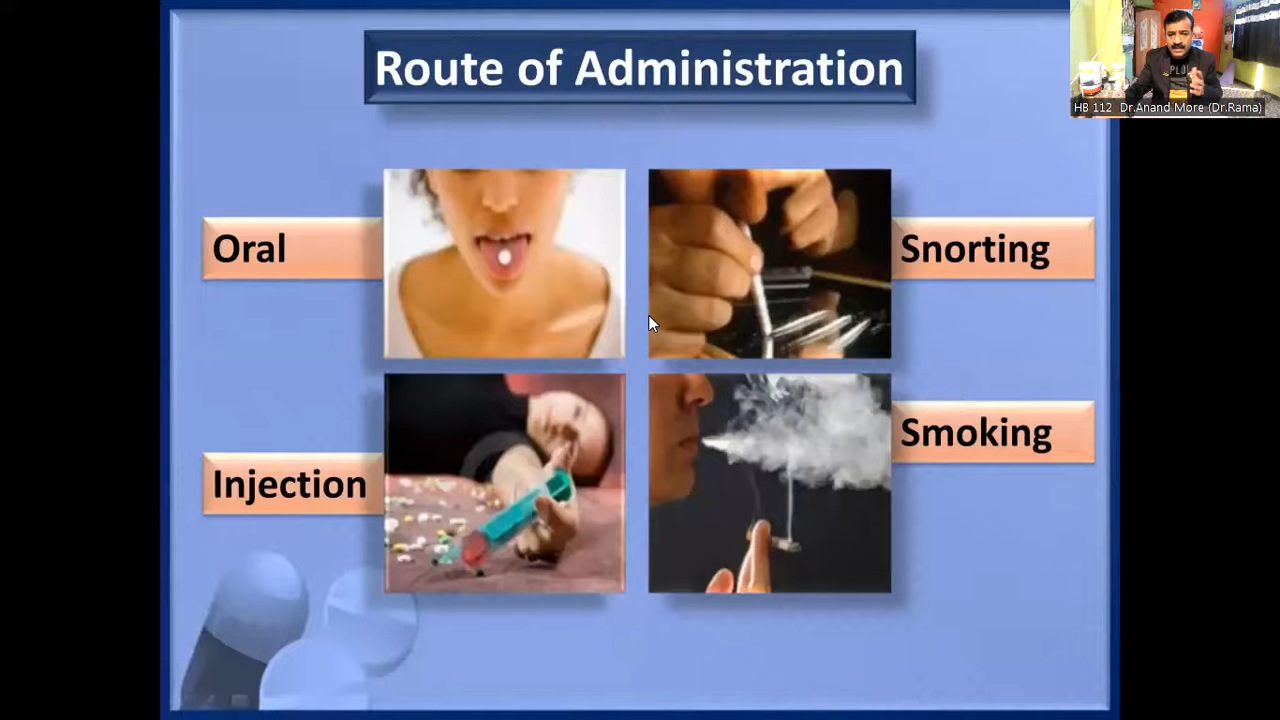 Route of Administration
HB 112 Dr.Anand More (Dr.Rama)
Oral
Snorting
Smoking
Injection